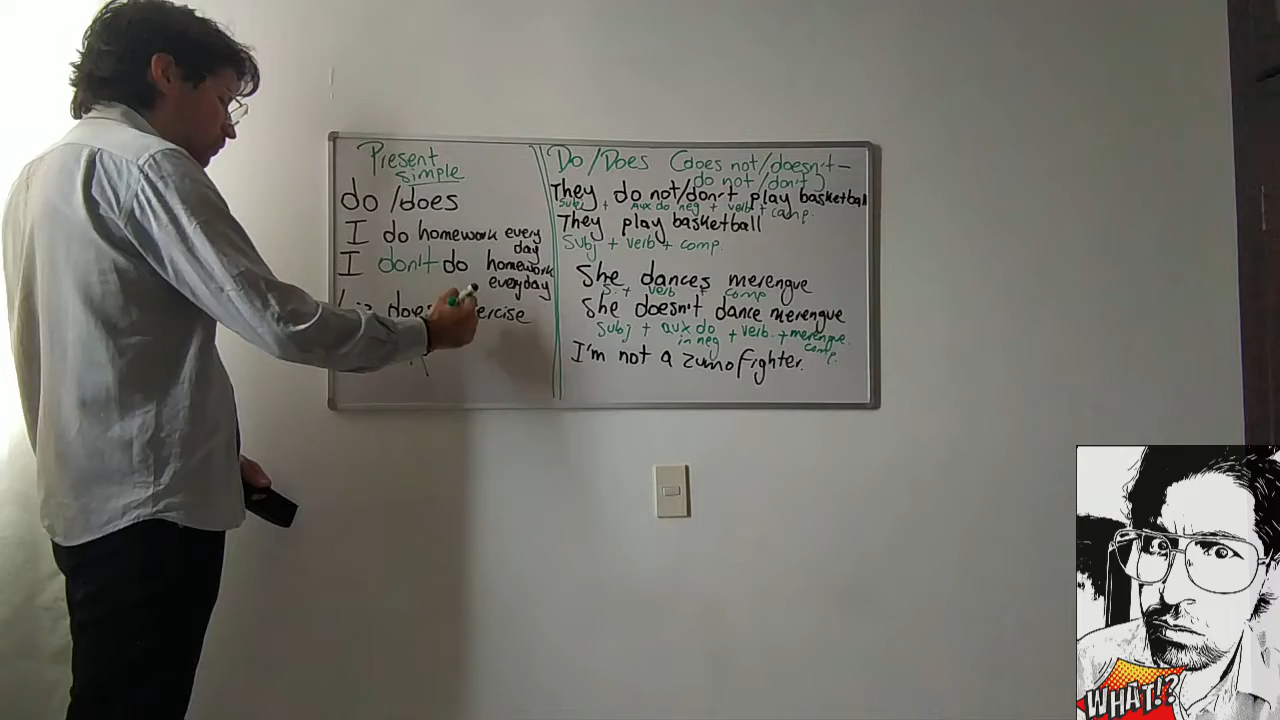 Present
simple
do /does
I do homework every
day
I don't do homework
everyday
does
Do /Does (does not/doesn't-
do not /don't)
They do not/don't play basketball
Subj + aux do neg + verb + comp.
They play basketball
Subj + verb + comp.
She dances merengue
S. + verb + comp
She doesn't dance merengue
Subj + aux do + verb. + merengue.
in neg comp.
I'm not a zumo fighter.
WHAT!?